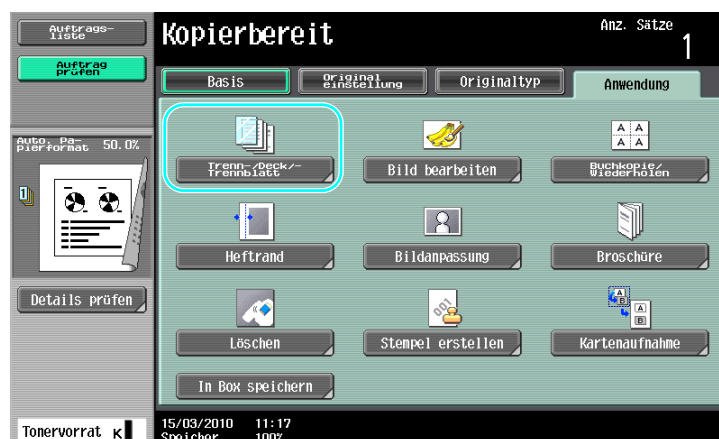 Auftrags-
liste
Kopierbereit
Anz. Sätze
1
Auftrag
prüfen
Basis
Original
einstellung
Originaltyp
Anwendung
Auto. Pa-
pierformat
50.0%
1
Trenn-/Deck/-
Trennblatt
Bild bearbeiten
A A
A A
Buchkopie/
Wiederholen
Heftrand
Bildanpassung
Broschüre
Details prüfen
Löschen
001
Stempel erstellen
A
B
A
B
Kartenaufnahme
In Box speichern
Tonervorrat K
15/03/2010 11:17
Speicher 100%